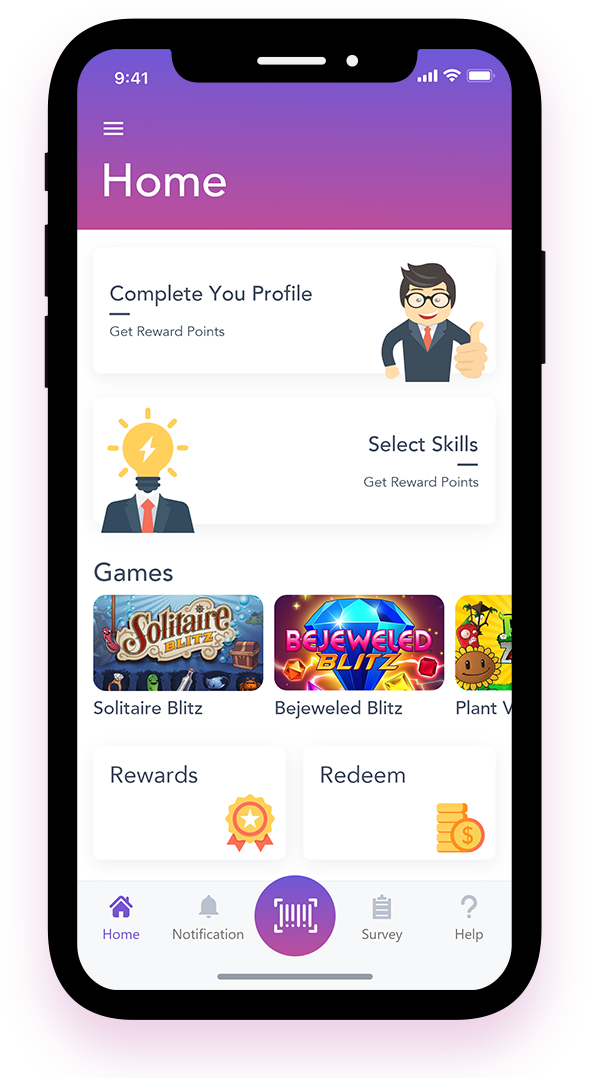 9:41
Home
Complete You Profile
Get Reward Points
Select Skills
Get Reward Points
Games
Solitaire
BLITZ
BEJEWELED
BLITZ
Solitaire Blitz
Bejeweled Blitz
Plant V
Rewards
Redeem
$
Home
Notification
Survey
? Help